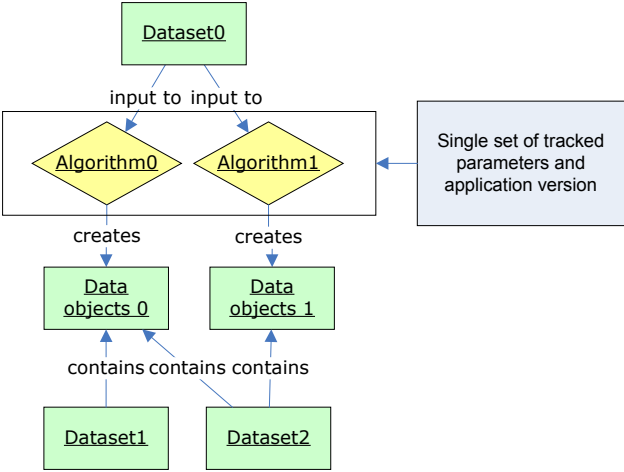 Dataset0
input to input to
Algorithm0
Algorithm1
Single set of tracked
parameters and
application version
creates
creates
Data
objects 0
Data
objects 1
contains contains contains
Dataset1
Dataset2